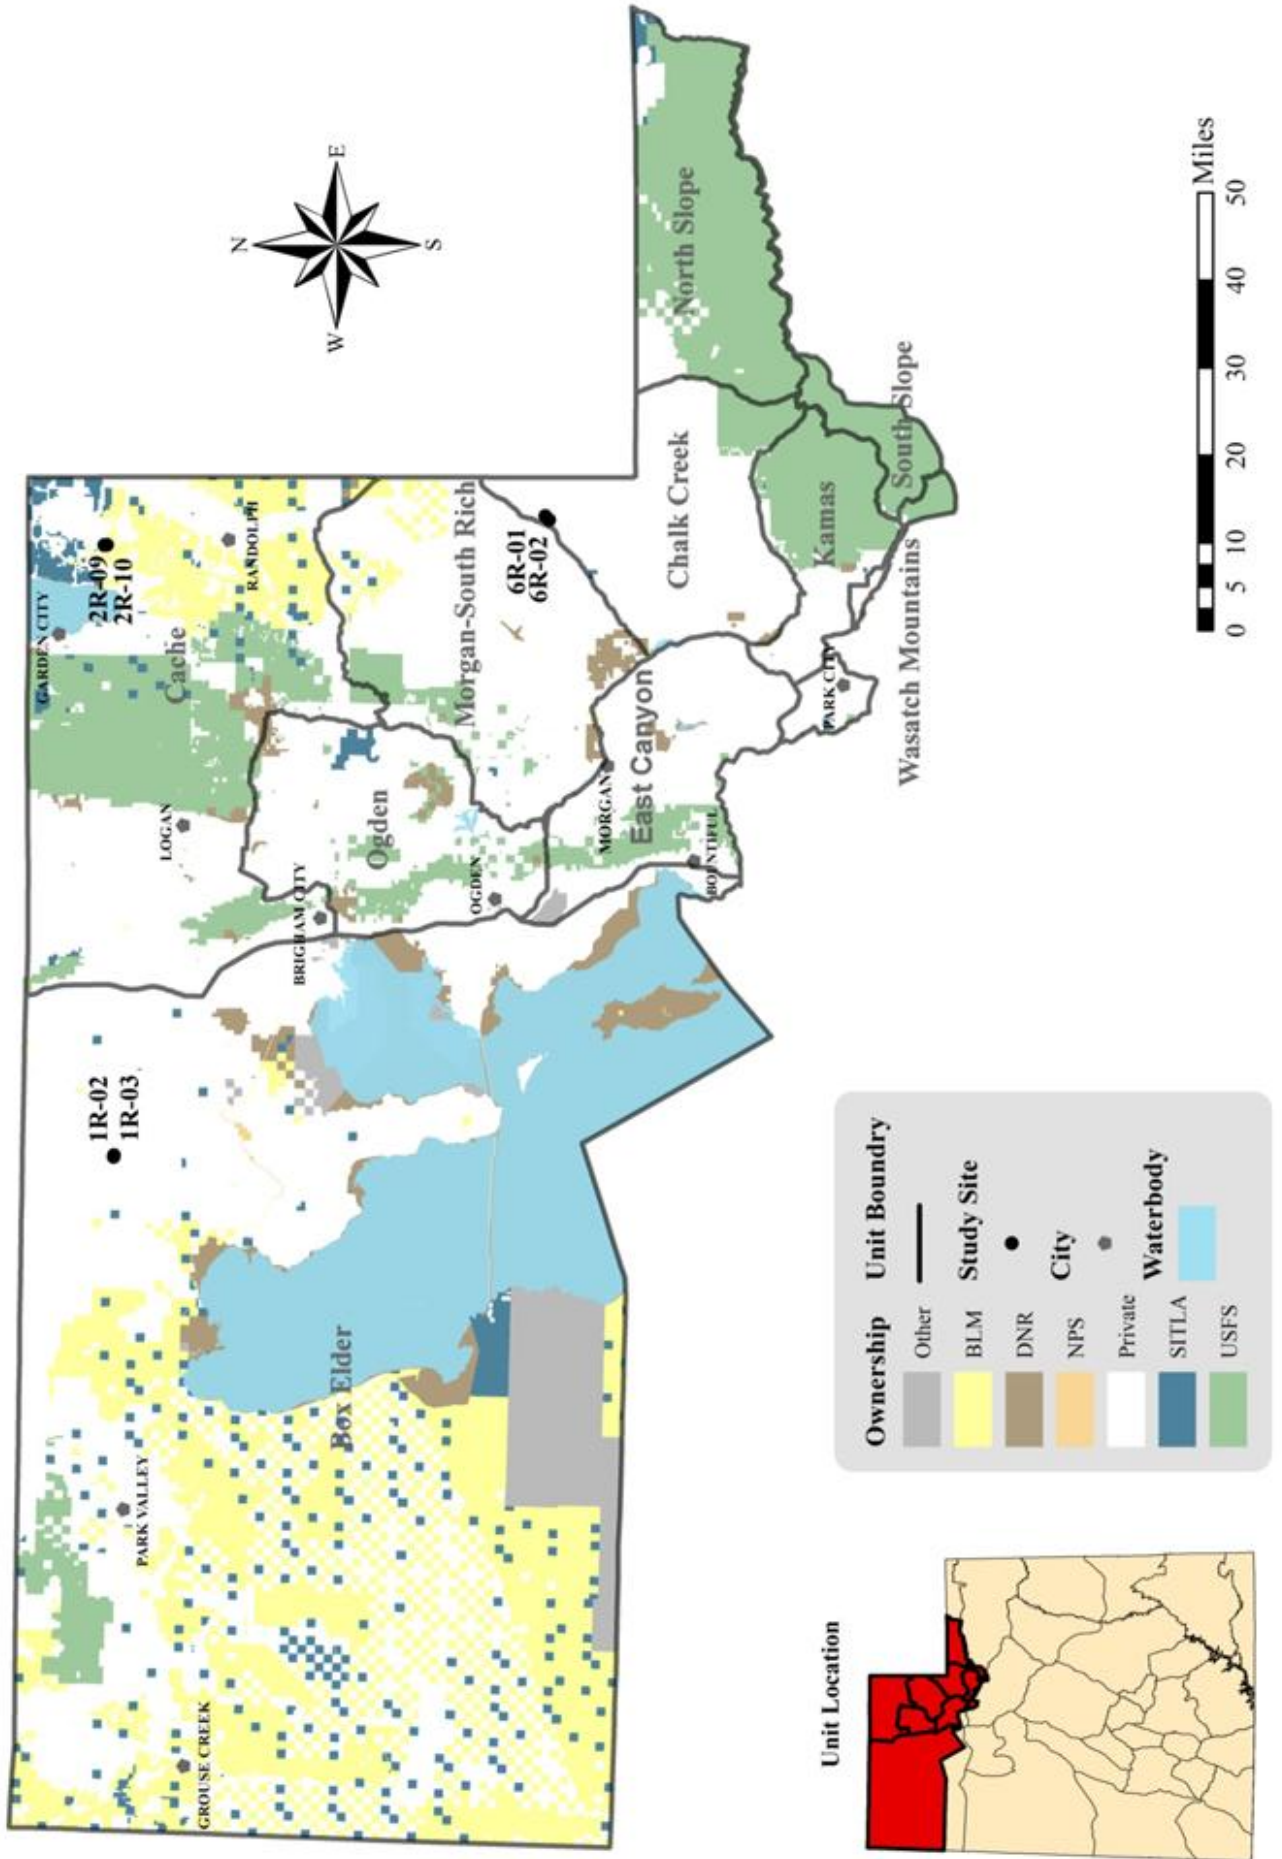 N
W
E
S
GARDEN CITY
2R-09
2R-10
Cache
RANDOLPH
LOGAN
1R-02
1R-03
PARK VALLEY
GROUSE CREEK
Box Elder
BRIGHAM CITY
Ogden
OGDEN
Morgan-South Rich
6R-01
6R-02
MORGAN
East Canyon
BOUNTIFUL
Chalk Creek
North Slope
Kamas
South Slope
PARK CITY
Wasatch Mountains
Unit Location
Ownership
Other
BLM
DNR
NPS
Private
SITLA
USFS
Unit Boundry
Study Site
City
Waterbody
0 5 10 20 30 40 50
Miles